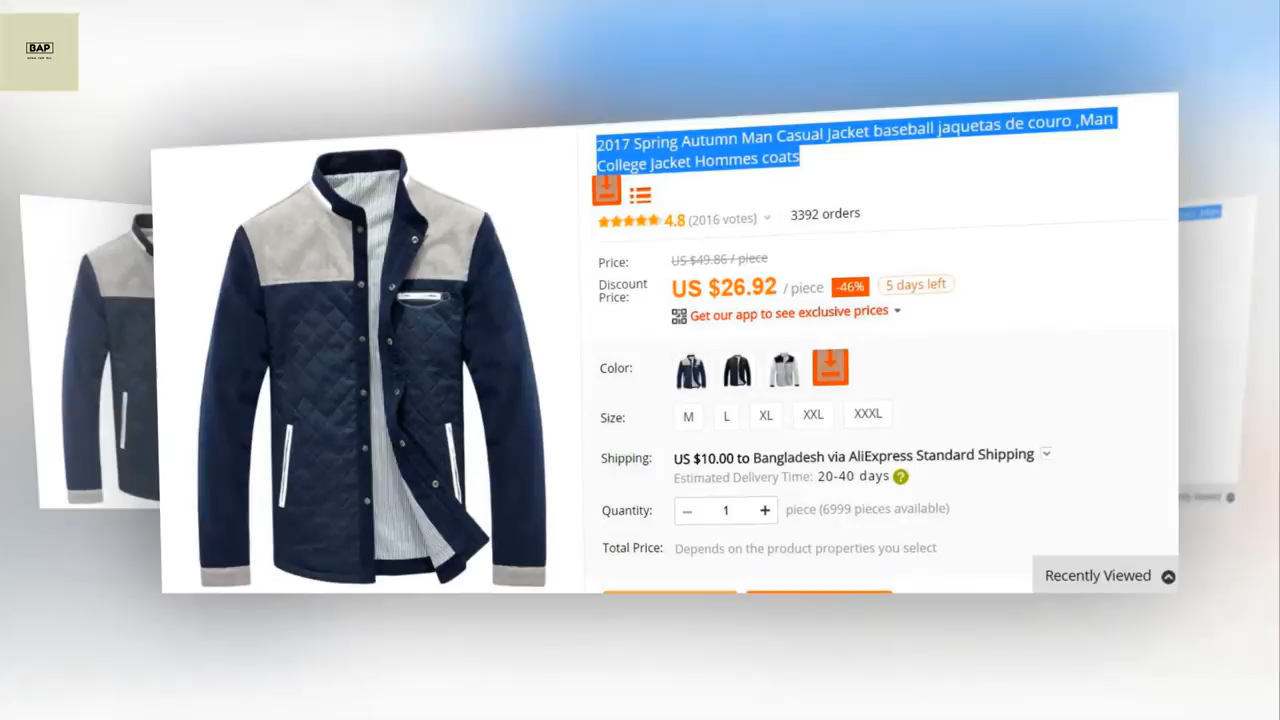 BAP
2017 Spring Autumn Man Casual Jacket baseball jaquetas de couro ,Man
College Jacket Hommes coats
4.8 (2016 votes) 3392 orders
Price: US $49.86 / piece
Discount Price: US $26.92 / piece -46% 5 days left
Get our app to see exclusive prices
Color:
Size: M L XL XXL XXXL
Shipping: US $10.00 to Bangladesh via AliExpress Standard Shipping
Estimated Delivery Time: 20-40 days ?
Quantity: − 1 + piece (6999 pieces available)
Total Price: Depends on the product properties you select
Recently Viewed